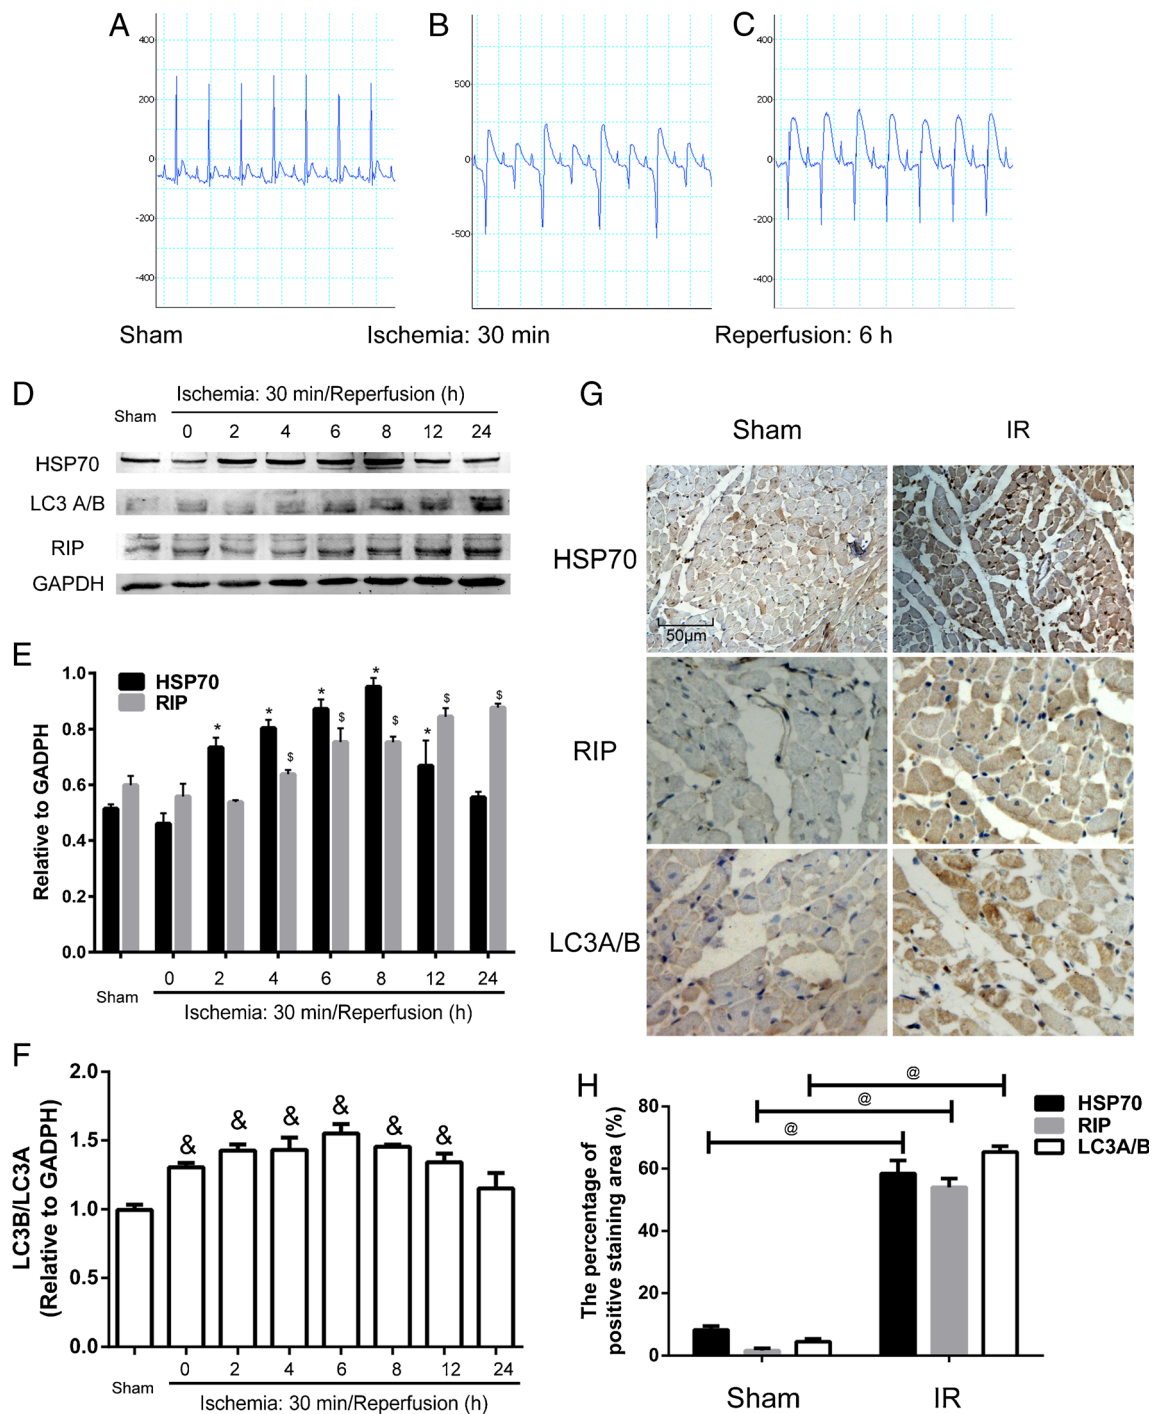 A
B
C
400
200
0
-200
-400
500
0
-500
400
200
0
-200
-400
Sham
Ischemia: 30 min
Reperfusion: 6 h
D
Ischemia: 30 min/Reperfusion (h)
Sham
0 2 4 6 8 12 24
HSP70
LC3 A/B
RIP
GAPDH
E
HSP70
RIP
Relative to GADPH
1.0
0.8
0.6
0.4
0.2
0.0
* * * * *
$ $ $ $ $
Sham
0 2 4 6 8 12 24
Ischemia: 30 min/Reperfusion (h)
F
LC3B/LC3A
(Relative to GADPH)
2.0
1.5
1.0
0.5
0.0
& & & & & &
Sham
0 2 4 6 8 12 24
Ischemia: 30 min/Reperfusion (h)
G
Sham
IR
HSP70
50μm
RIP
LC3A/B
H
The percentage of
positive staining area (%)
80
60
40
20
0
@
@
@
HSP70
RIP
LC3A/B
Sham
IR